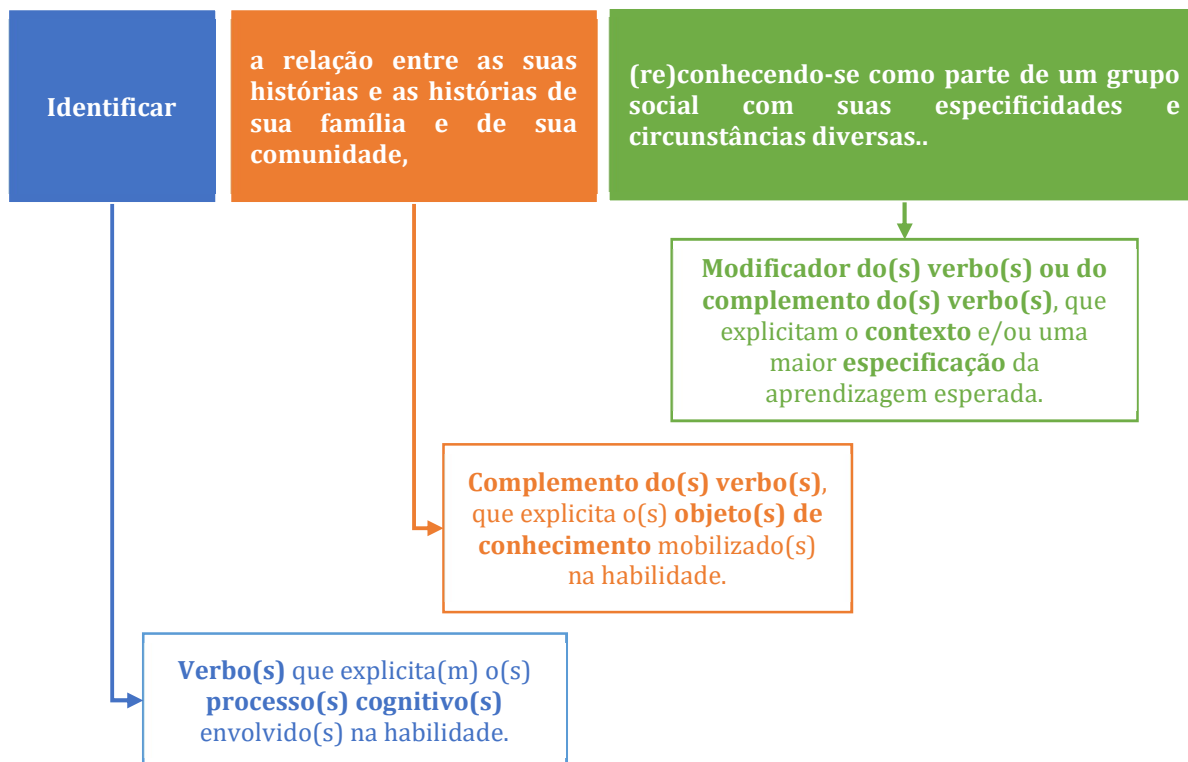 Identificar
a relação entre as suas
histórias e as histórias de
sua família e de sua
comunidade,
(re)conhecendo-se como parte de um grupo
social com suas especificidades e
circunstâncias diversas..
Modificador do(s) verbo(s) ou do
complemento do(s) verbo(s), que
explicitam o contexto e/ou uma
maior especificação da
aprendizagem esperada.
Complemento do(s) verbo(s),
que explicita o(s) objeto(s) de
conhecimento mobilizado(s)
na habilidade.
Verbo(s) que explicita(m) o(s)
processo(s) cognitivo(s)
envolvido(s) na habilidade.